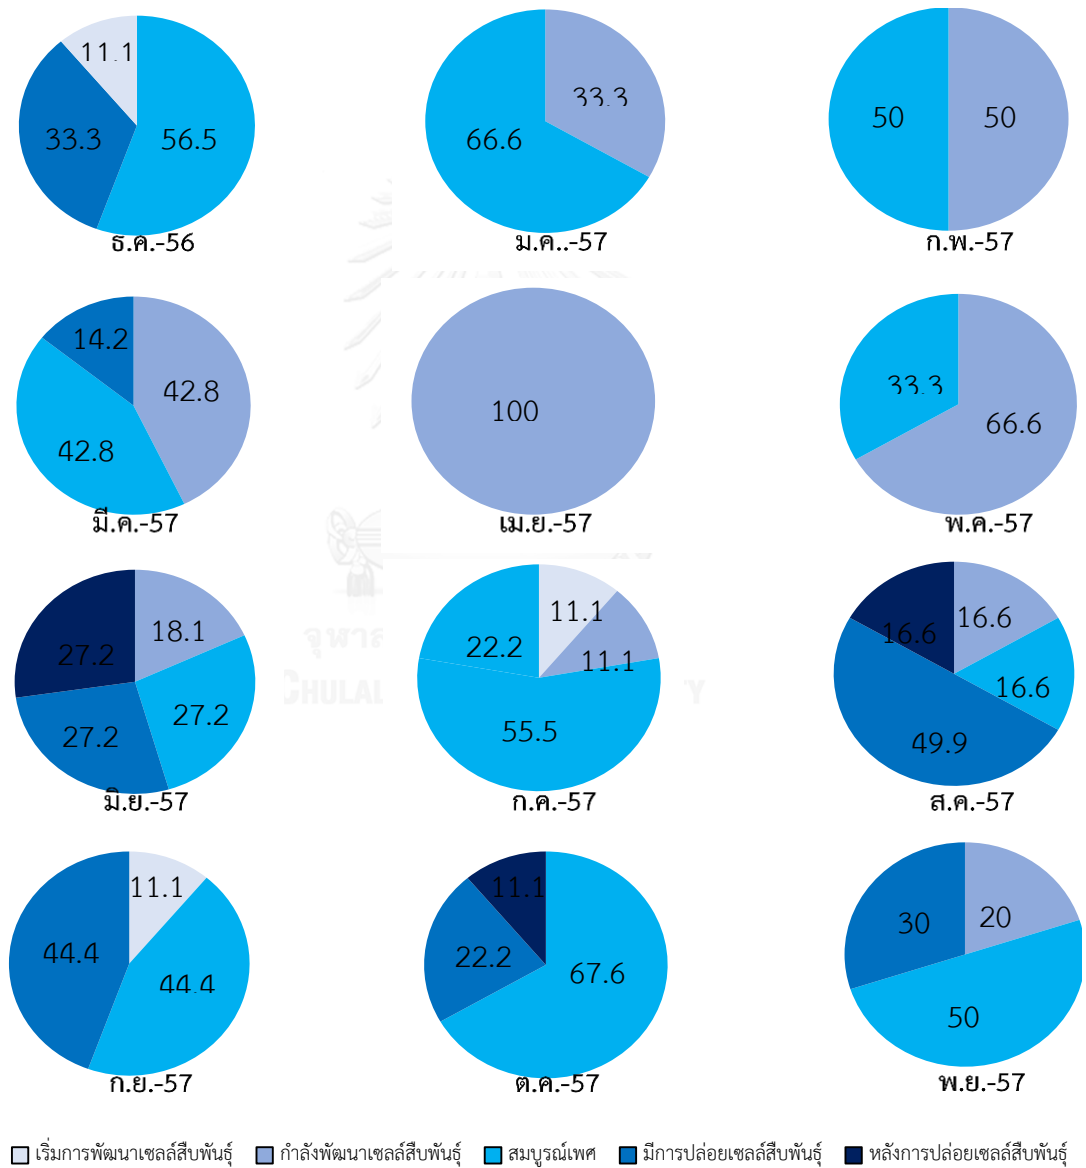 11.1
33.3
56.5
ธ.ค.-56
33.3
66.6
ม.ค..-57
50
50
ก.พ.-57
14.2
42.8
42.8
มี.ค.-57
100
เม.ย.-57
33.3
66.6
พ.ค.-57
18.1
27.2
27.2
27.2
มิ.ย.-57
11.1
22.2
11.1
55.5
ก.ค.-57
16.6
16.6
16.6
49.9
ส.ค.-57
11.1
44.4
44.4
ก.ย.-57
11.1
22.2
67.6
ต.ค.-57
30
20
50
พ.ย.-57
จุฬาล
CHULAL
Y
เริ่มการพัฒนาเซลล์สืบพันธุ์ กำลังพัฒนาเซลล์สืบพันธุ์ สมบูรณ์เพศ มีการปล่อยเซลล์สืบพันธุ์ หลังการปล่อยเซลล์สืบพันธุ์